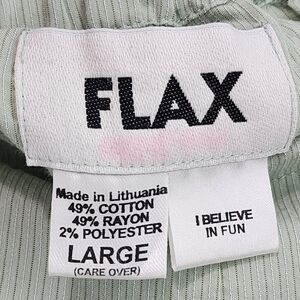 FLAX
Made in Lithuania
49% COTTON
49% RAYON
2% POLYESTER
LARGE
(CARE OVER)
I BELIEVE
IN FUN